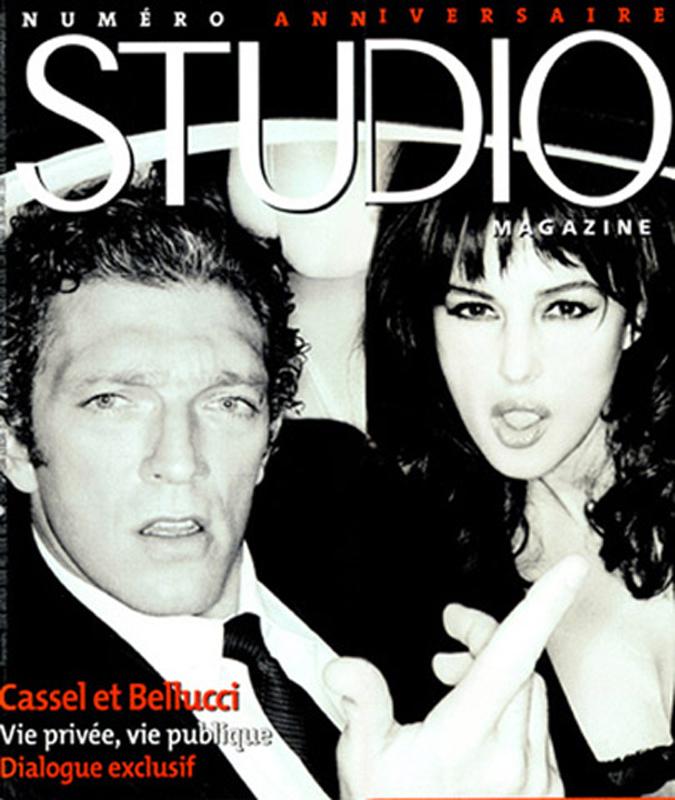 NUMÉRO ANNIVERSAIRE
STUDIO
MAGAZINE
Cassel et Bellucci
Vie privée, vie publique
Dialogue exclusif